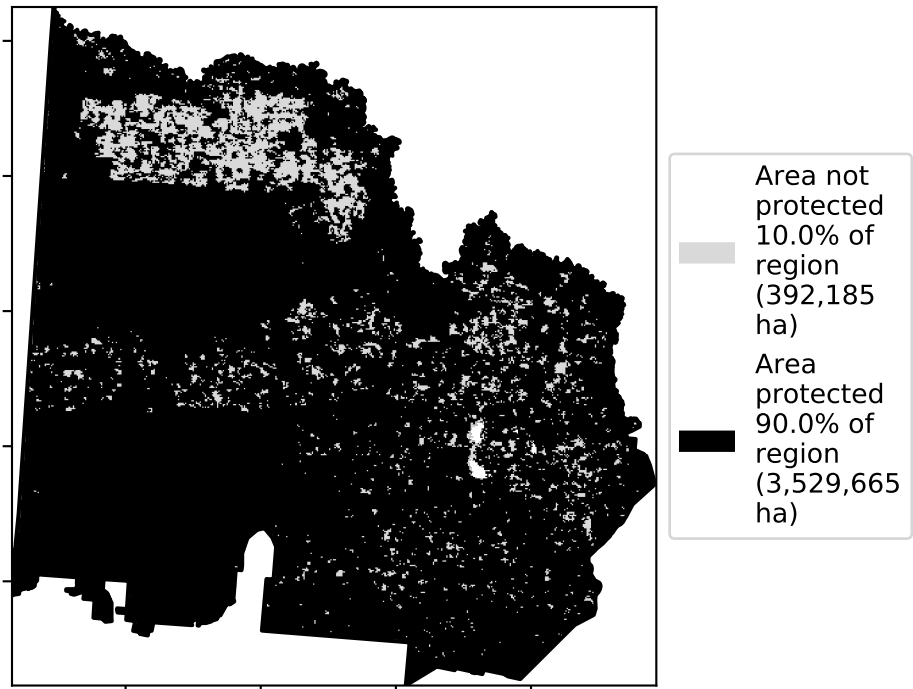 Area not
protected
10.0% of
region
(392,185
ha)
Area
protected
90.0% of
region
(3,529,665
ha)